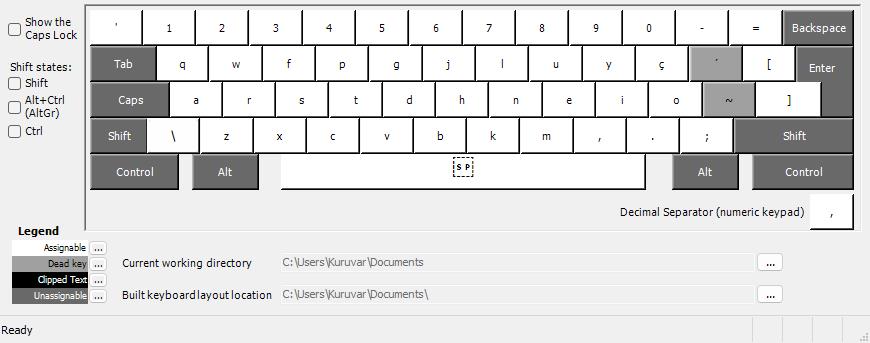 Show the
Caps Lock
Shift states:
Shift
Alt+Ctrl
(AltGr)
Ctrl
' 1 2 3 4 5 6 7 8 9 0 - = Backspace
Tab q w f p g j l u y ç ´ [ Enter
Caps a r s t d h n e i o ~ ]
Shift \ z x c v b k m , . ; Shift
Control Alt S P Alt Control
Decimal Separator (numeric keypad) ,
Legend
Assignable ...
Dead key ...
Clipped Text ...
Unassignable ...
Current working directory C:\Users\Kuruvar\Documents ...
Built keyboard layout location C:\Users\Kuruvar\Documents\ ...
Ready